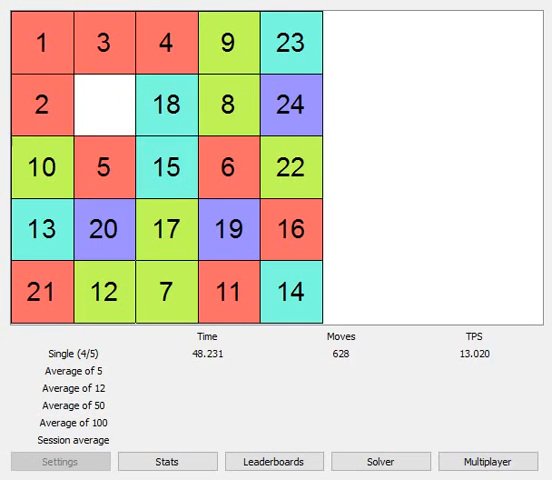 1 3 4 9 23
2 18 8 24
10 5 15 6 22
13 20 17 19 16
21 12 7 11 14
Time Moves TPS
Single (4/5) 48.231 628 13.020
Average of 5
Average of 12
Average of 50
Average of 100
Session average
Settings Stats Leaderboards Solver Multiplayer